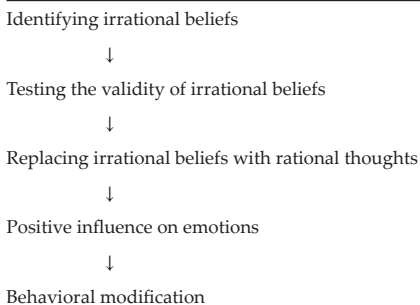 Identifying irrational beliefs
↓
Testing the validity of irrational beliefs
↓
Replacing irrational beliefs with rational thoughts
↓
Positive influence on emotions
↓
Behavioral modification